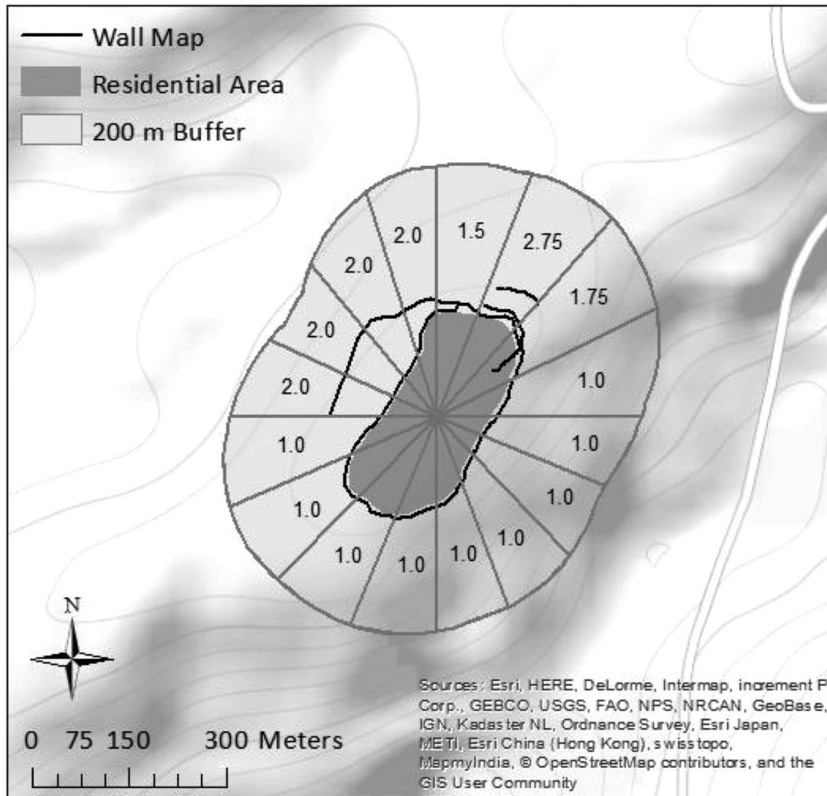 Wall Map
Residential Area
200 m Buffer
2.0
1.5
2.75
2.0
1.75
2.0
2.0
1.0
1.0
1.0
1.0
1.0
1.0
1.0
1.0
1.0
1.0
N
0 75 150 300 Meters
Sources: Esri, HERE, DeLorme, Intermap, increment P
Corp., GEBCO, USGS, FAO, NPS, NRCAN, GeoBase,
IGN, Kadaster NL, Ordnance Survey, Esri Japan,
METI, Esri China (Hong Kong), swisstopo,
MapmyIndia, © OpenStreetMap contributors, and the
GIS User Community